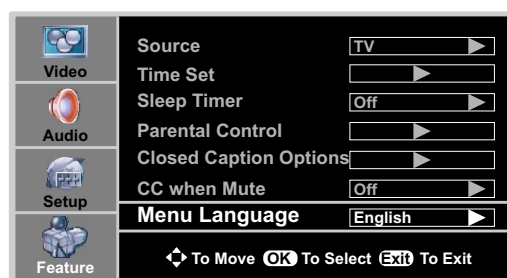 Video
Audio
Setup
Feature
Source TV
Time Set
Sleep Timer Off
Parental Control
Closed Caption Options
CC when Mute Off
Menu Language English
To Move OK To Select Exit To Exit